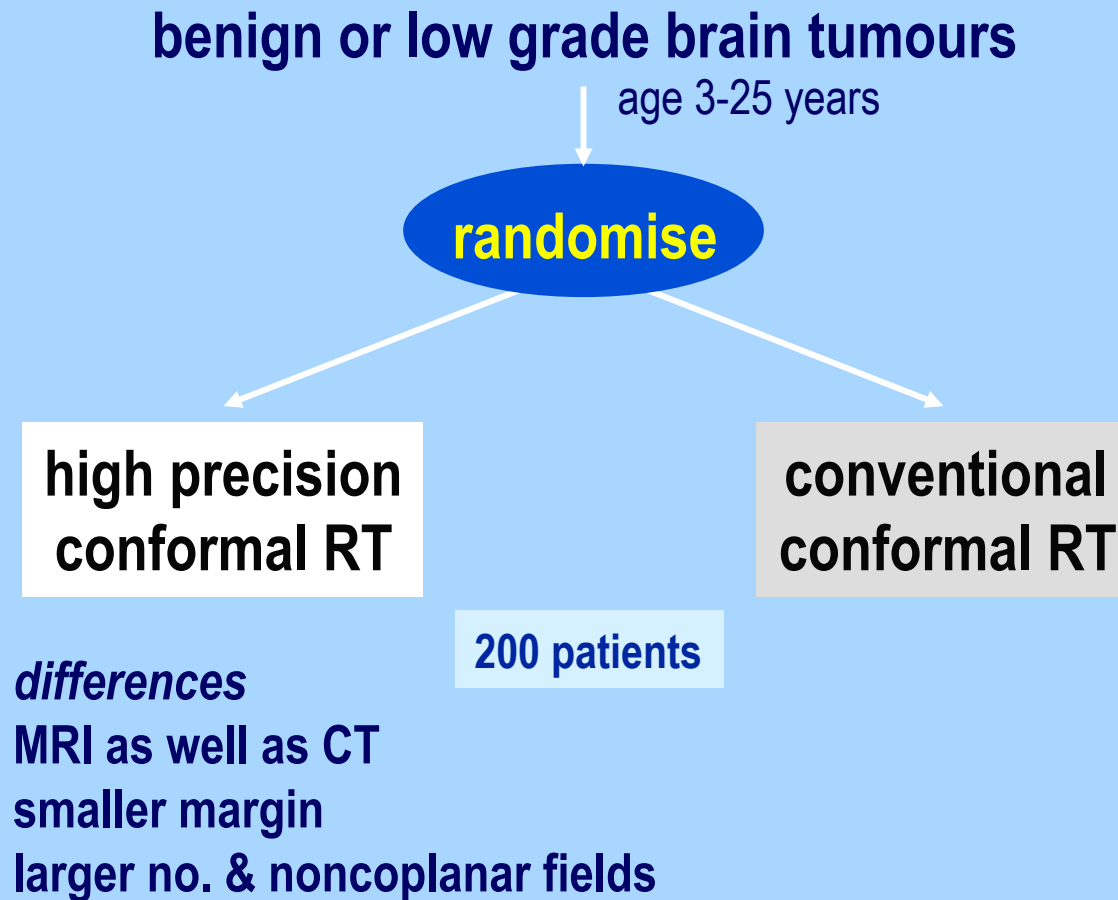 benign or low grade brain tumours
age 3-25 years
randomise
high precision
conformal RT
conventional
conformal RT
200 patients
differences
MRI as well as CT
smaller margin
larger no. & noncoplanar fields